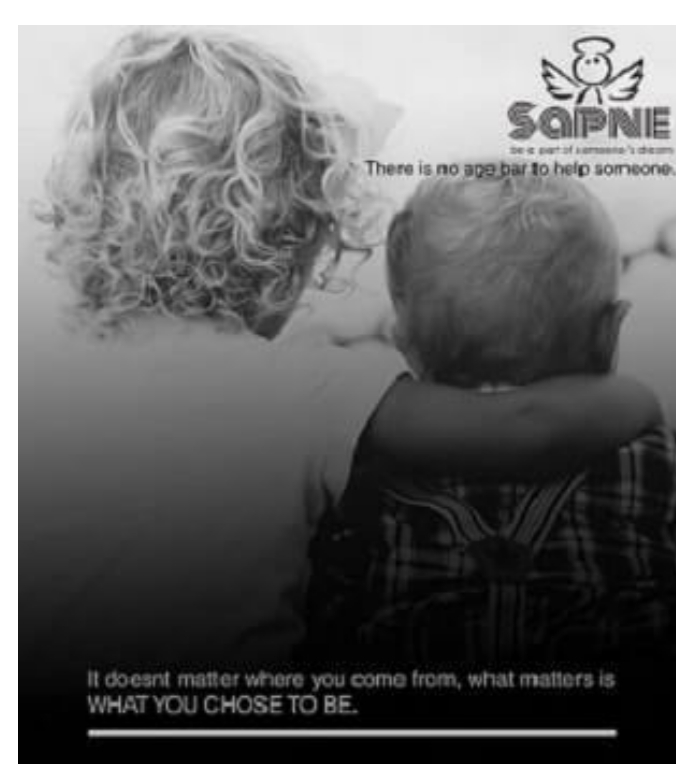 SAPNE
be a part of someone's dream
There is no age bar to help someone.
It doesnt matter where you come from, what matters is
WHAT YOU CHOSE TO BE.